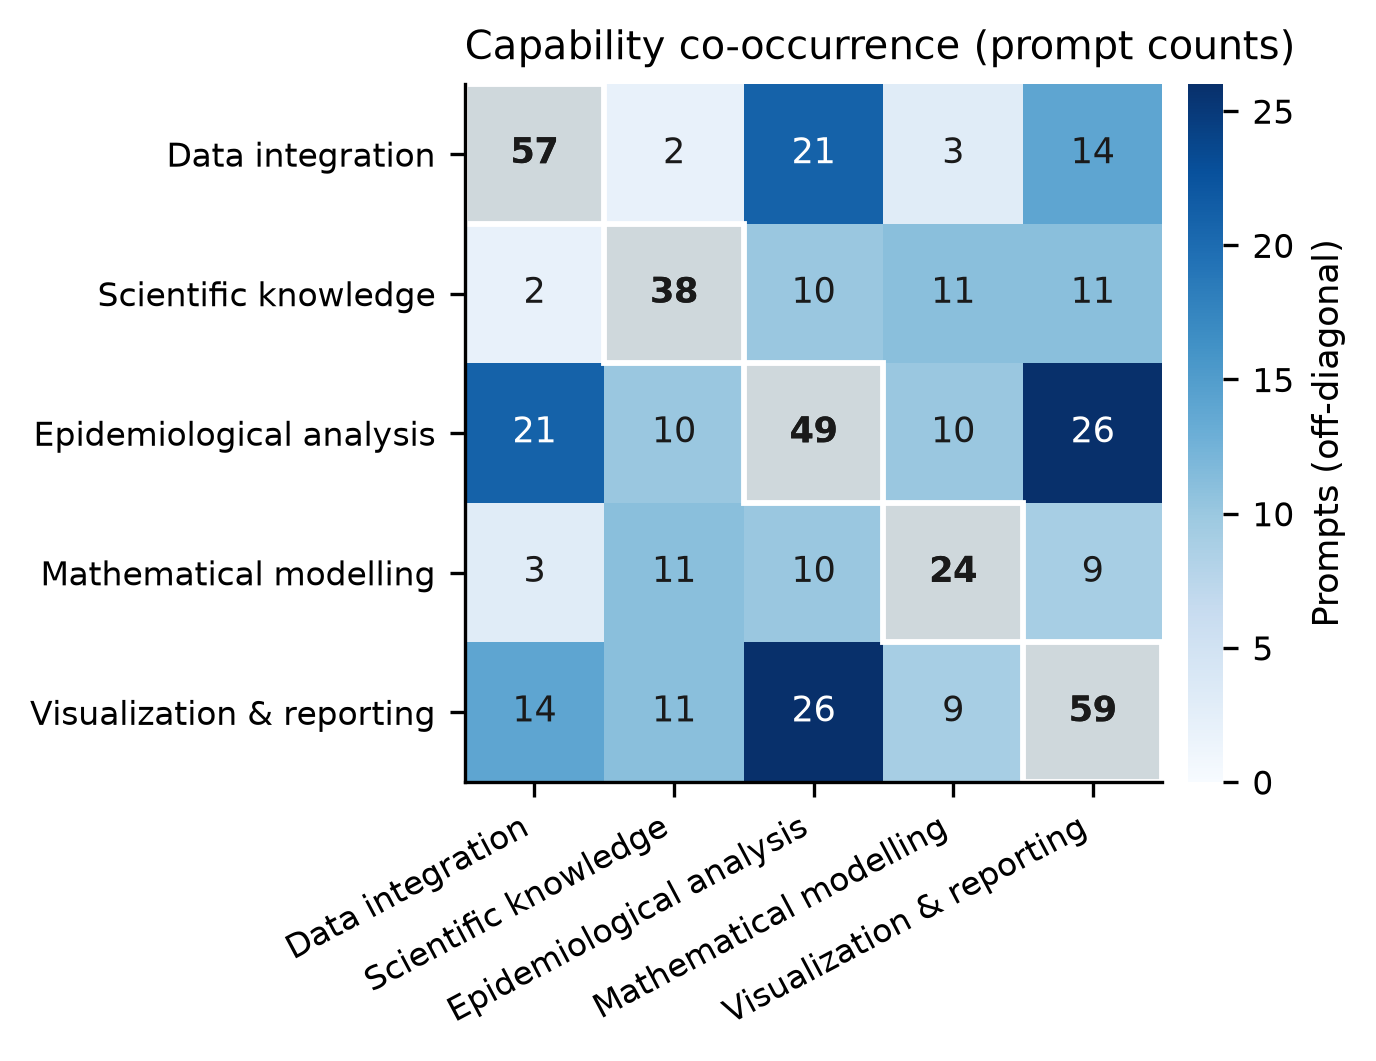 Capability co-occurrence (prompt counts)
Data integration 57 2 21 3 14
Scientific knowledge 2 38 10 11 11
Epidemiological analysis 21 10 49 10 26
Mathematical modelling 3 11 10 24 9
Visualization & reporting 14 11 26 9 59
Data integration
Scientific knowledge
Epidemiological analysis
Mathematical modelling
Visualization & reporting
25
20
15
10
5
0
Prompts (off-diagonal)